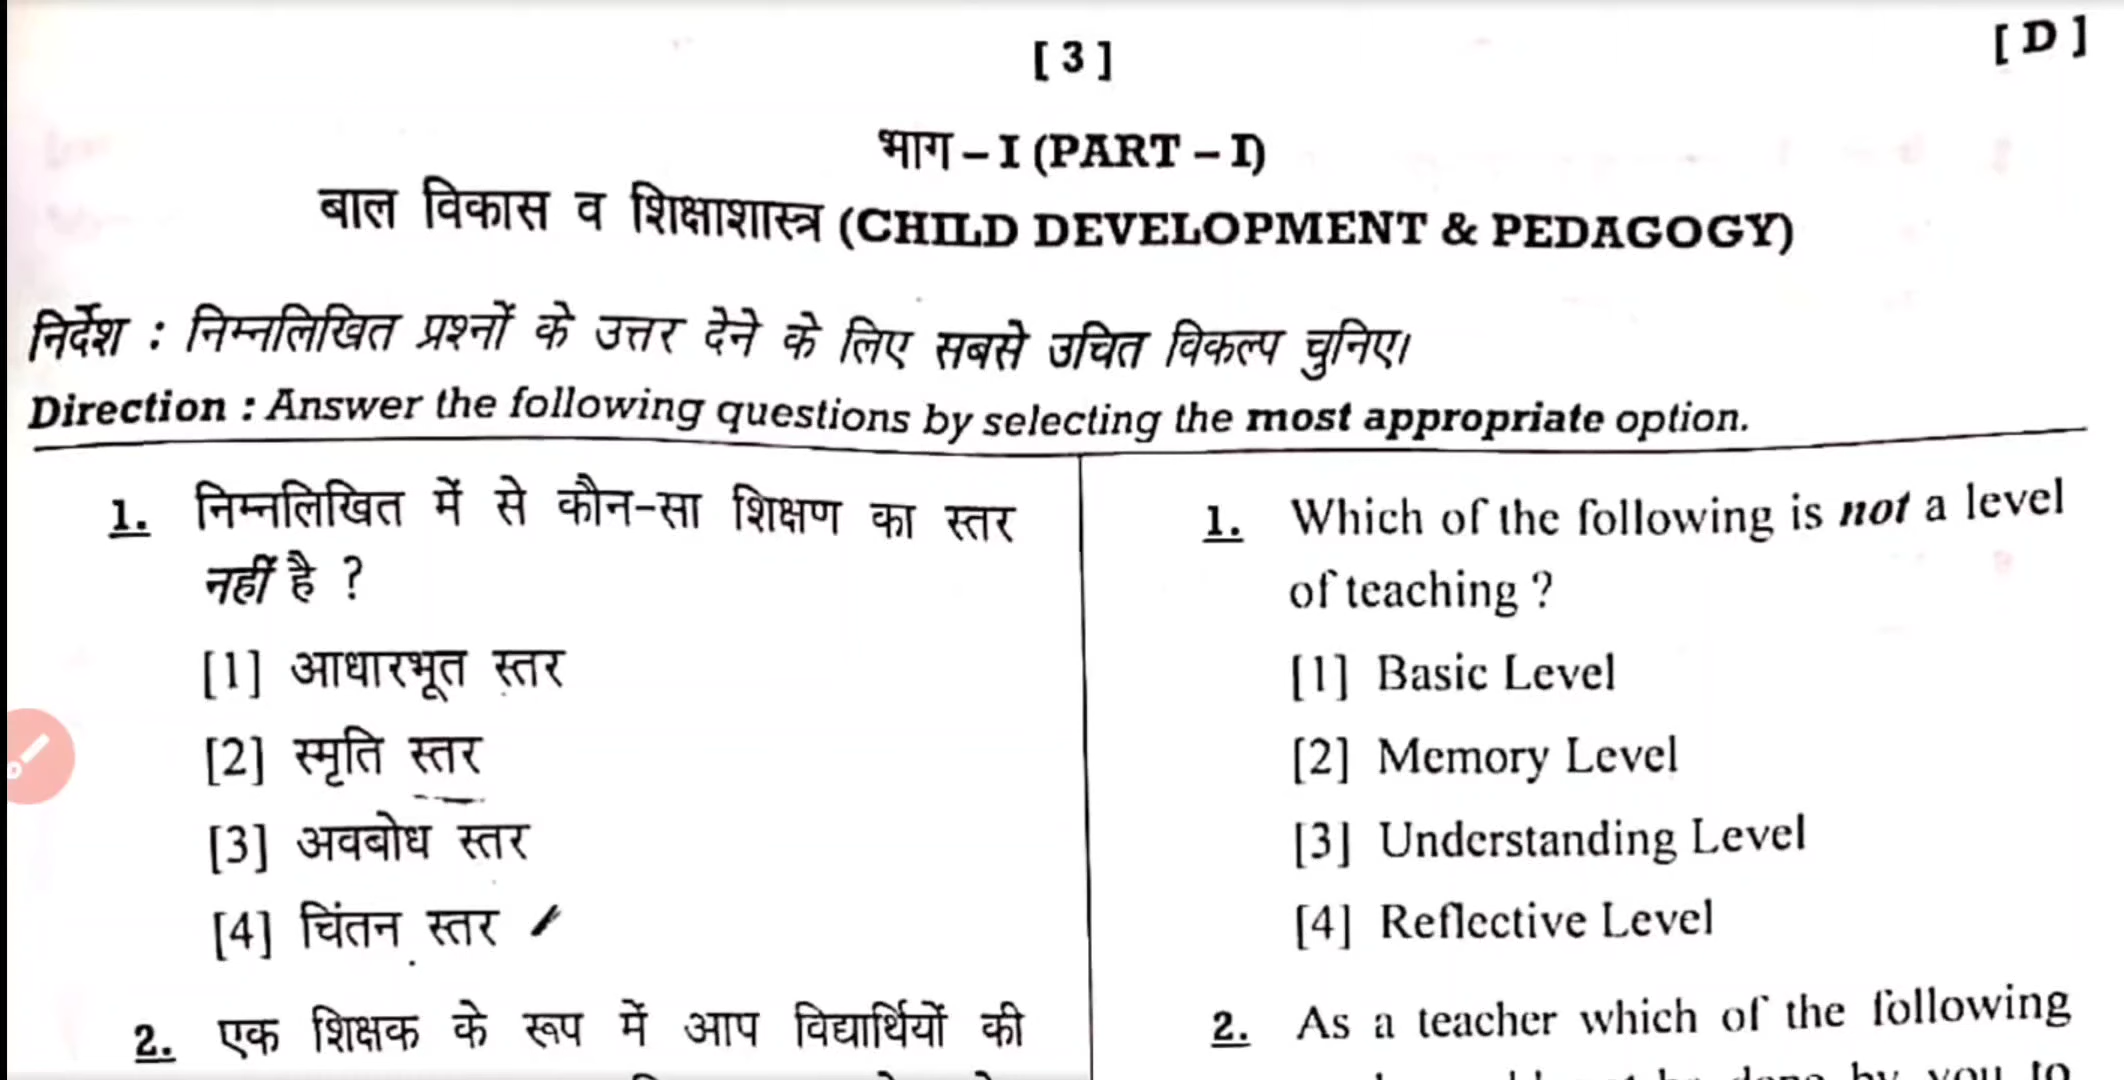 [ 3 ]
[ D ]
भाग – I (PART – I)
बाल विकास व शिक्षाशास्त्र (CHILD DEVELOPMENT & PEDAGOGY)
निर्देश : निम्नलिखित प्रश्नों के उत्तर देने के लिए सबसे उचित विकल्प चुनिए।
Direction : Answer the following questions by selecting the most appropriate option.
1. निम्नलिखित में से कौन-सा शिक्षण का स्तर
नहीं है ?
[1] आधारभूत स्तर
[2] स्मृति स्तर
[3] अवबोध स्तर
[4] चिंतन स्तर
2. एक शिक्षक के रूप में आप विद्यार्थियों की
1. Which of the following is not a level
of teaching ?
[1] Basic Level
[2] Memory Level
[3] Understanding Level
[4] Reflective Level
2. As a teacher which of the following